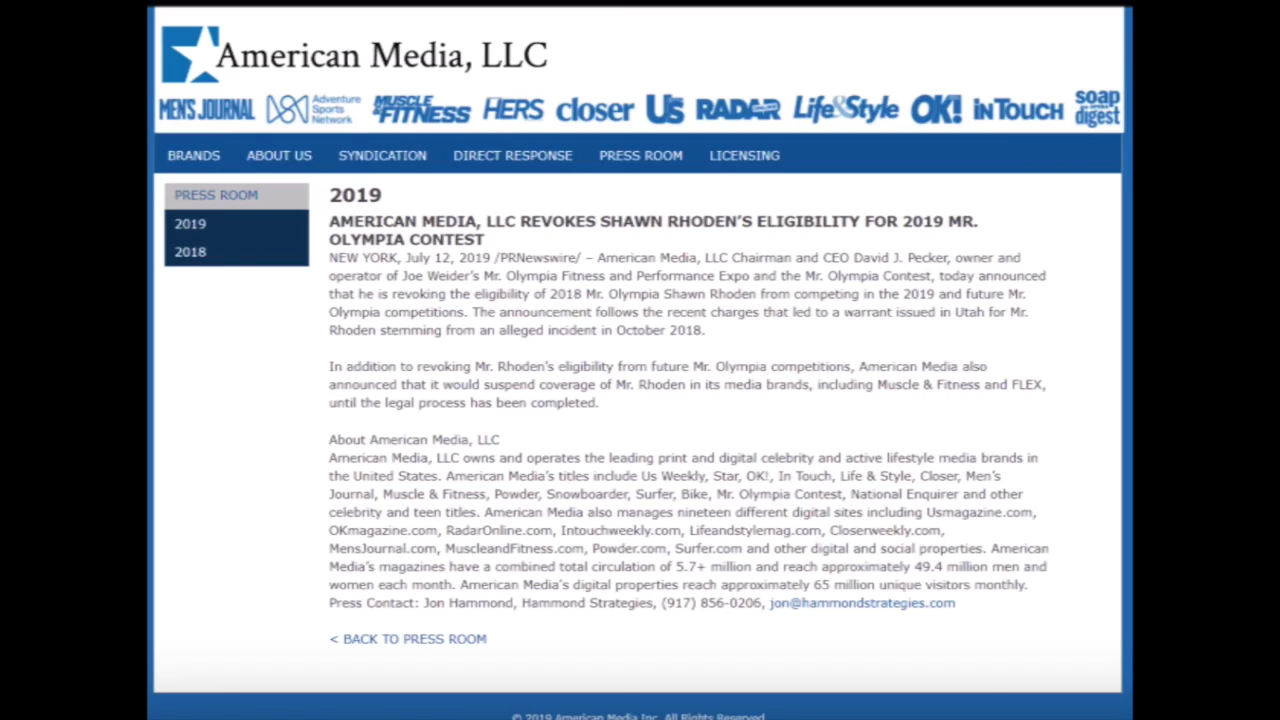 American Media, LLC
MEN'S JOURNAL Adventure Sports Network MUSCLE & FITNESS HERS closer Us RADAR Life&Style OK! inTOUCH soap opera digest
BRANDS ABOUT US SYNDICATION DIRECT RESPONSE PRESS ROOM LICENSING
PRESS ROOM
2019
2018
2019
AMERICAN MEDIA, LLC REVOKES SHAWN RHODEN'S ELIGIBILITY FOR 2019 MR.
OLYMPIA CONTEST
NEW YORK, July 12, 2019 /PRNewswire/ – American Media, LLC Chairman and CEO David J. Pecker, owner and
operator of Joe Weider's Mr. Olympia Fitness and Performance Expo and the Mr. Olympia Contest, today announced
that he is revoking the eligibility of 2018 Mr. Olympia Shawn Rhoden from competing in the 2019 and future Mr.
Olympia competitions. The announcement follows the recent charges that led to a warrant issued in Utah for Mr.
Rhoden stemming from an alleged incident in October 2018.
In addition to revoking Mr. Rhoden's eligibility from future Mr. Olympia competitions, American Media also
announced that it would suspend coverage of Mr. Rhoden in its media brands, including Muscle & Fitness and FLEX,
until the legal process has been completed.
About American Media, LLC
American Media, LLC owns and operates the leading print and digital celebrity and active lifestyle media brands in
the United States. American Media's titles include Us Weekly, Star, OK!, In Touch, Life & Style, Closer, Men's
Journal, Muscle & Fitness, Powder, Snowboarder, Surfer, Bike, Mr. Olympia Contest, National Enquirer and other
celebrity and teen titles. American Media also manages nineteen different digital sites including Usmagazine.com,
OKmagazine.com, RadarOnline.com, Intouchweekly.com, Lifeandstylemag.com, Closerweekly.com,
MensJournal.com, MuscleandFitness.com, Powder.com, Surfer.com and other digital and social properties. American
Media's magazines have a combined total circulation of 5.7+ million and reach approximately 49.4 million men and
women each month. American Media's digital properties reach approximately 65 million unique visitors monthly.
Press Contact: Jon Hammond, Hammond Strategies, (917) 856-0206, jon@hammondstrategies.com
< BACK TO PRESS ROOM
© 2019 American Media Inc. All Rights Reserved